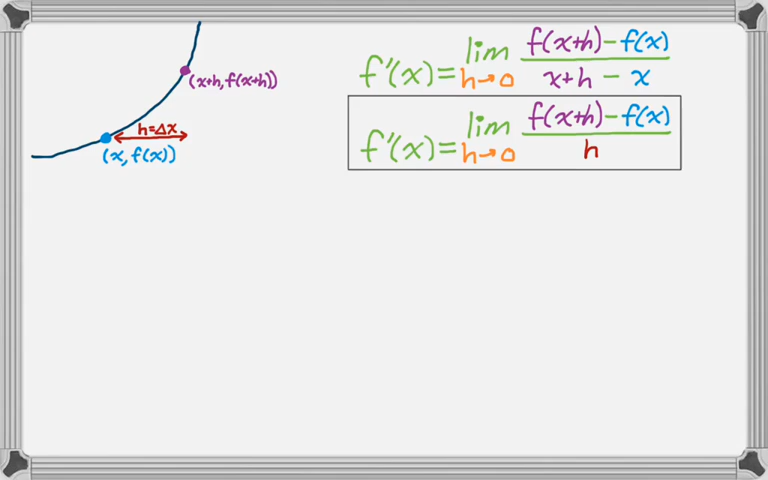 (x+h, f(x+h))
h=Δx
(x, f(x))
f'(x) = lim h→0 f(x+h) - f(x) / x+h - x
f'(x) = lim h→0 f(x+h) - f(x) / h